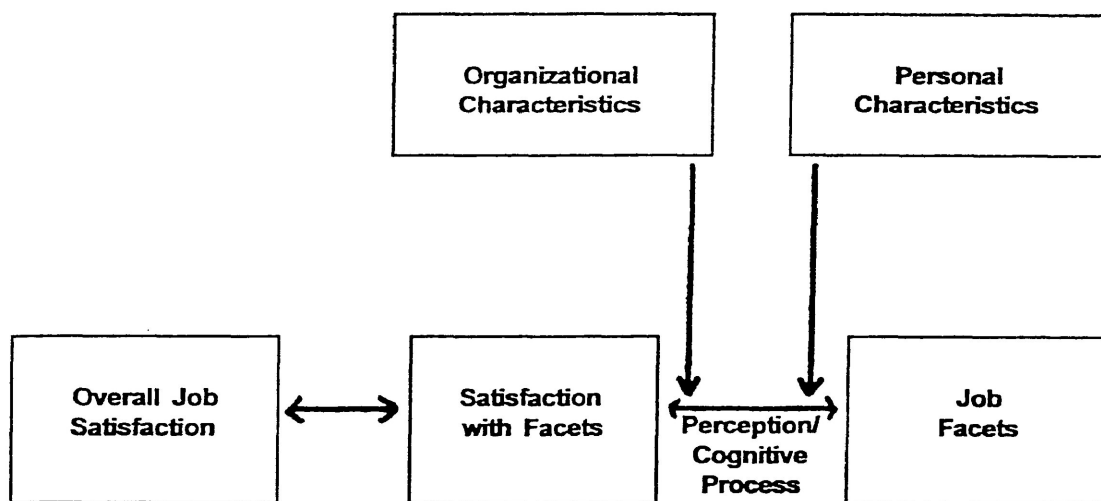 Organizational
Characteristics
Personal
Characteristics
Overall Job
Satisfaction
Satisfaction
with Facets
Perception/
Cognitive
Process
Job
Facets